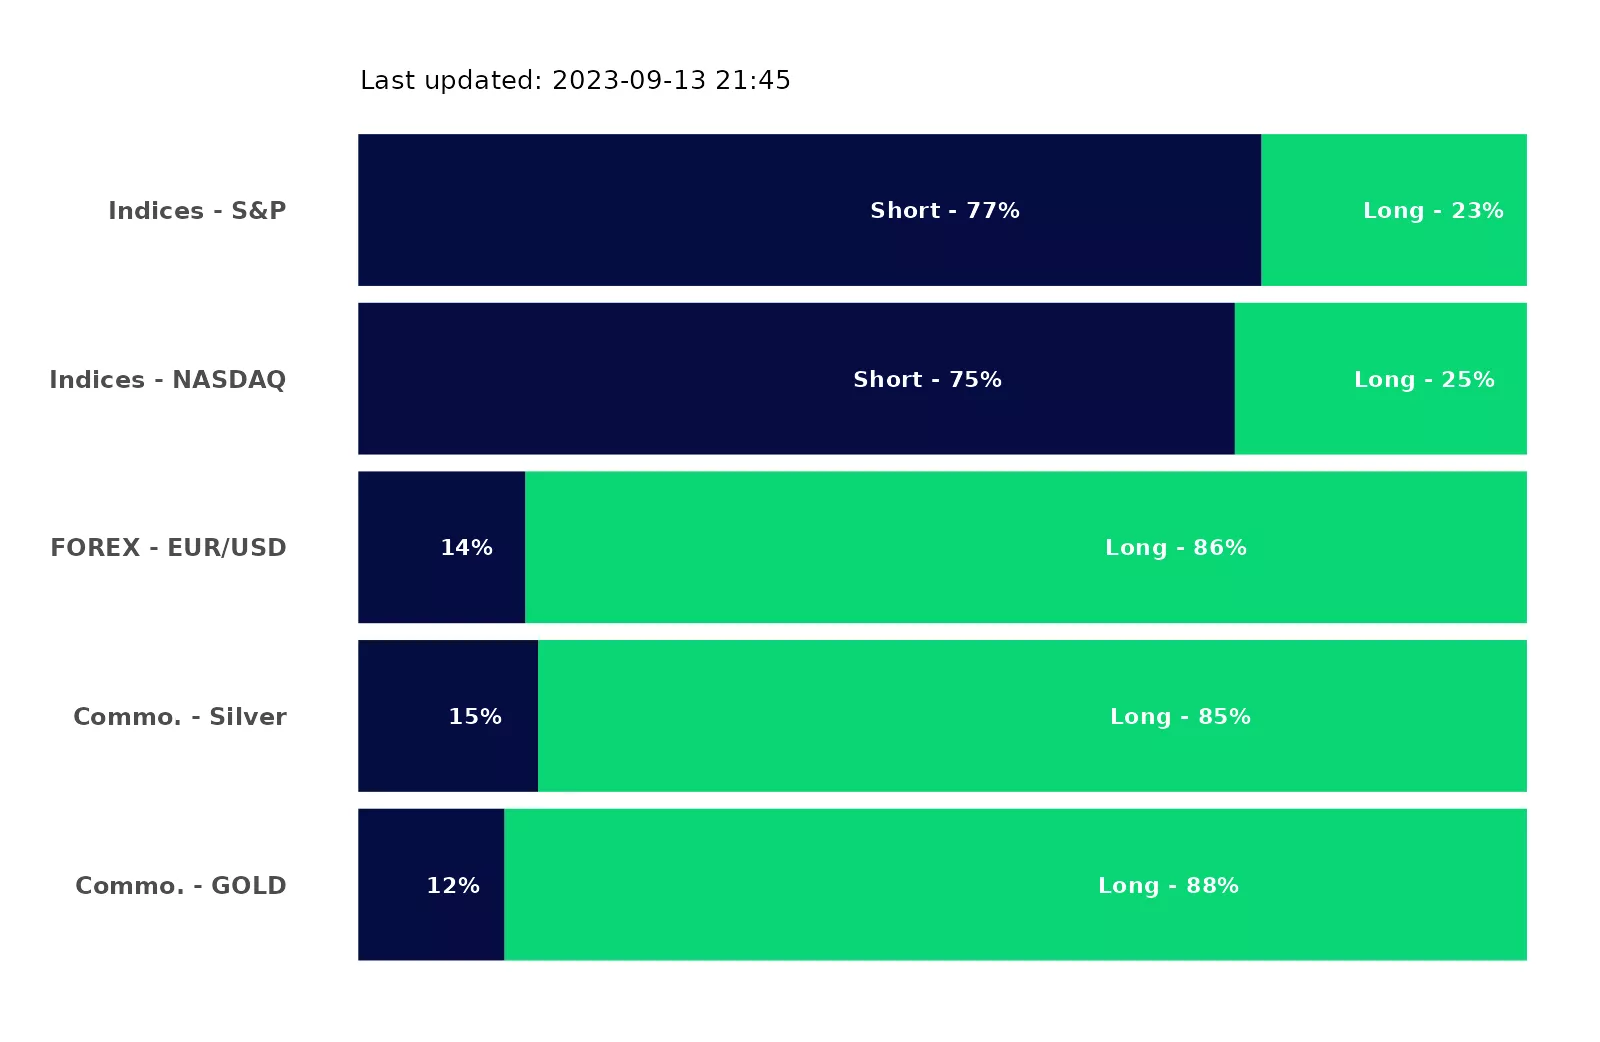 Last updated: 2023-09-13 21:45
Indices - S&P Short - 77% Long - 23%
Indices - NASDAQ Short - 75% Long - 25%
FOREX - EUR/USD 14% Long - 86%
Commo. - Silver 15% Long - 85%
Commo. - GOLD 12% Long - 88%